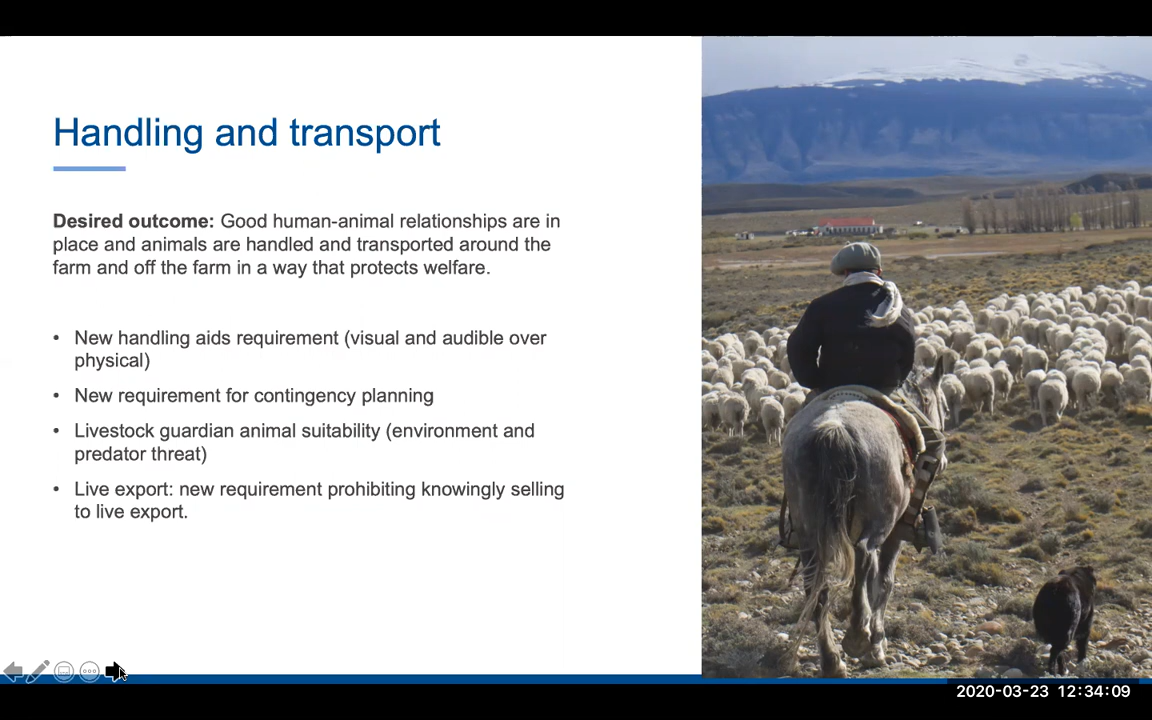 Handling and transport
Desired outcome: Good human-animal relationships are in
place and animals are handled and transported around the
farm and off the farm in a way that protects welfare.
• New handling aids requirement (visual and audible over
physical)
• New requirement for contingency planning
• Livestock guardian animal suitability (environment and
predator threat)
• Live export: new requirement prohibiting knowingly selling
to live export.
2020-03-23 12:34:09